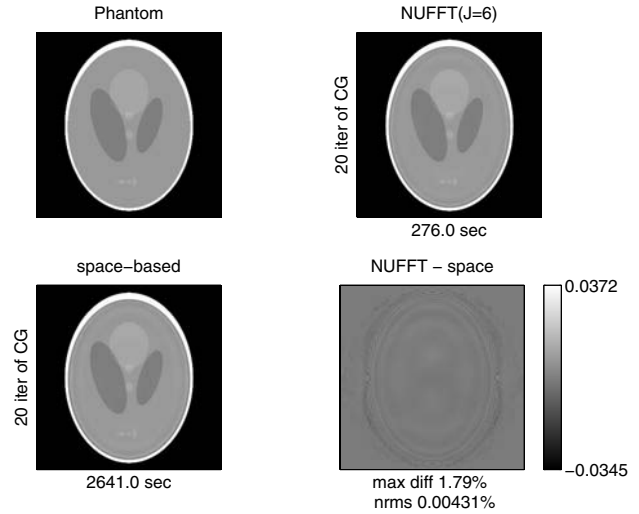 Phantom
NUFFT(J=6)
20 iter of CG
276.0 sec
space−based
NUFFT − space
20 iter of CG
0.0372
−0.0345
2641.0 sec
max diff 1.79%
nrms 0.00431%